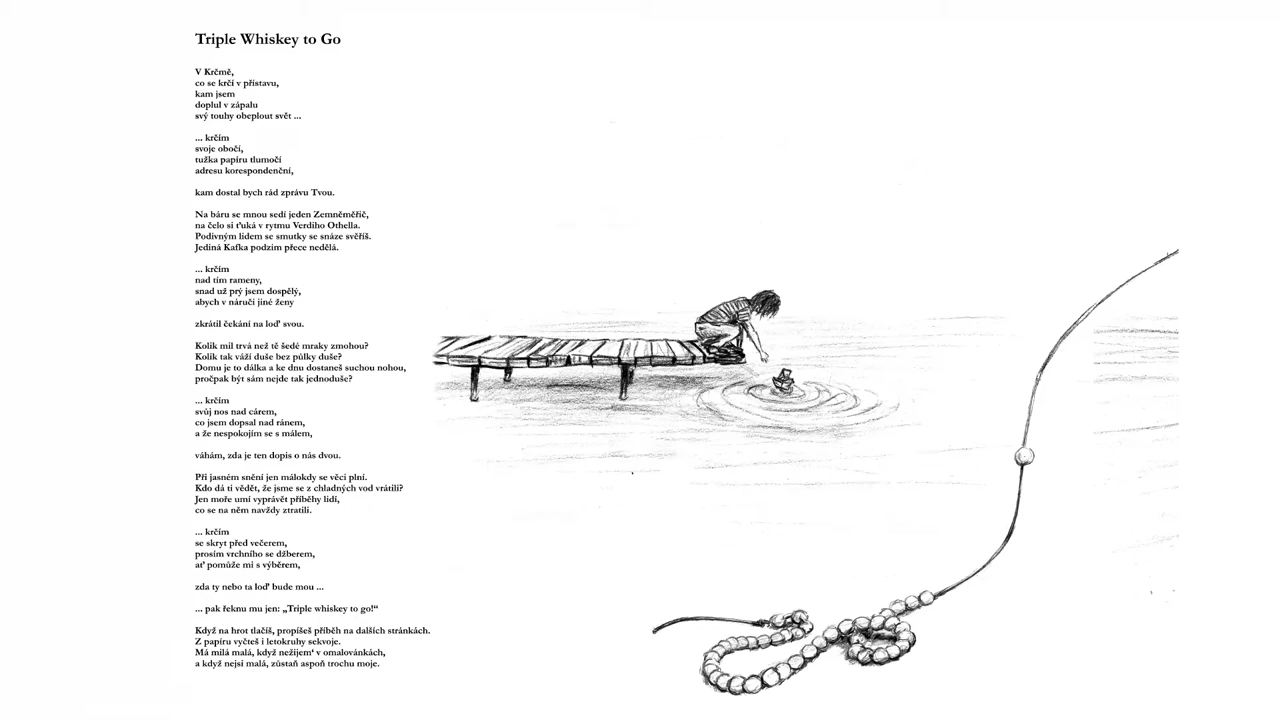 Triple Whiskey to Go
V Krčmě,
co se krčí v přístavu,
kam jsem
doplul v zápalu
svý touhy obeplout svět ...
... krčím
svoje obočí,
tužka papíru tlumočí
adresu korespondenční,
kam dostal bych rád zprávu Tvou.
Na báru se mnou sedí jeden Zemněměřič,
na čelo si ťuká v rytmu Verdiho Othella.
Podivným lidem se smutky se snáze svěříš.
Jediná Kafka podzim přece nedělá.
... krčím
nad tím rameny,
snad už prý jsem dospělý,
abych v náručí jiné ženy
zkrátil čekání na loď svou.
Kolik mil trvá než tě šedé mraky zmohou?
Kolik tak váží duše bez půlky duše?
Domu je to dálka a ke dnu dostaneš suchou nohou,
pročpak být sám nejde tak jednoduše?
... krčím
svůj nos nad cárem,
co jsem dopsal nad ránem,
a že nespokojím se s málem,
váhám, zda je ten dopis o nás dvou.
Při jasném snění jen málokdy se věci plní.
Kdo dá ti vědět, že jsme se z chladných vod vrátili?
Jen moře umí vyprávět příběhy lidí,
co se na něm navždy ztratili.
... krčím
se skryt před večerem,
prosím vrchního se džberem,
ať pomůže mi s výběrem,
zda ty nebo ta loď bude mou ...
... pak řeknu mu jen: „Triple whiskey to go!“
Když na hrot tlačíš, propíšeš příběh na dalších stránkách.
Z papíru vyčteš i letokruhy sekvoje.
Má milá malá, když nežijem‘ v omalovánkách,
a když nejsi malá, zůstaň aspoň trochu moje.